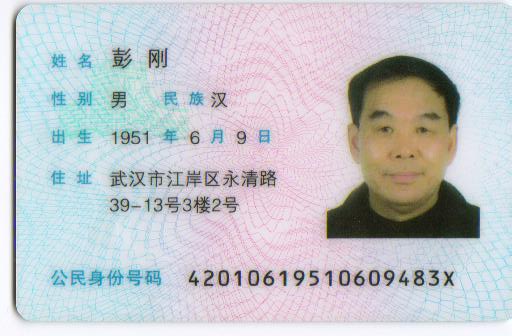 姓名 彭刚
性别 男 民族 汉
出生 1951 年 6 月 9 日
住址 武汉市江岸区永清路
39-13号3楼2号
公民身份号码 42010619510609483X